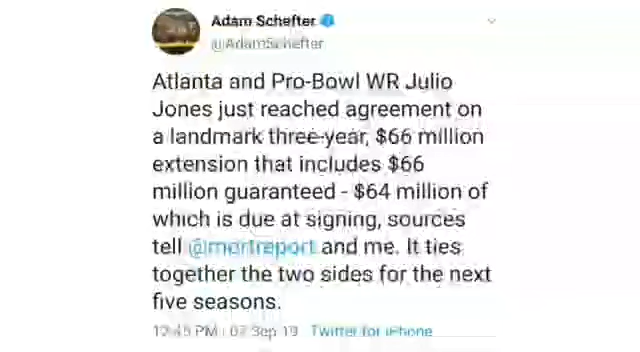 Adam Schefter
@AdamSchefter
Atlanta and Pro-Bowl WR Julio
Jones just reached agreement on
a landmark three-year, $66 million
extension that includes $66
million guaranteed - $64 million of
which is due at signing, sources
tell @mortreport and me. It ties
together the two sides for the next
five seasons.
12:45 PM · 07 Sep 19 · Twitter for iPhone